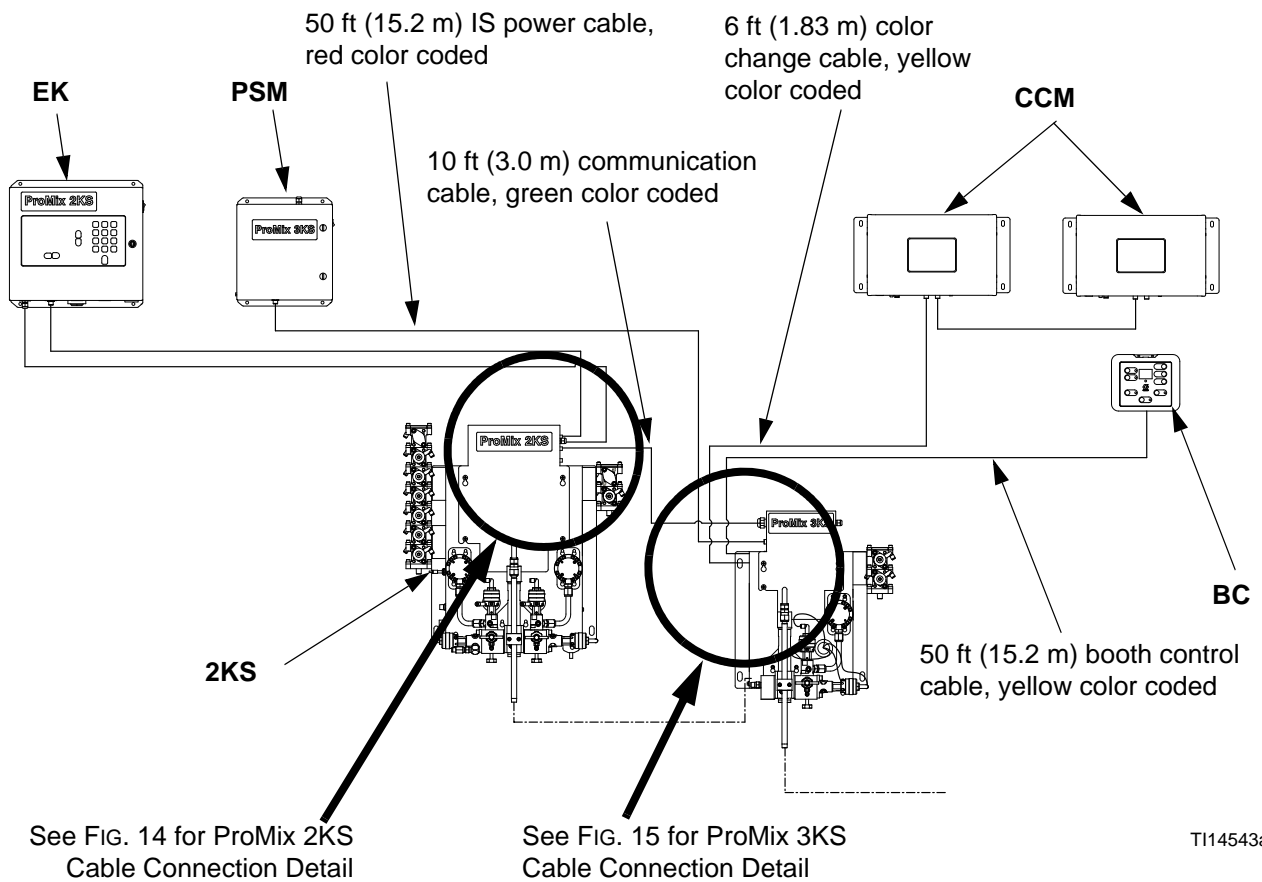 50 ft (15.2 m) IS power cable,
red color coded
6 ft (1.83 m) color
change cable, yellow
color coded
EK
PSM
CCM
10 ft (3.0 m) communication
cable, green color coded
ProMix 2KS
ProMix 3KS
ProMix 2KS
ProMix 3KS
BC
2KS
50 ft (15.2 m) booth control
cable, yellow color coded
See FIG. 14 for ProMix 2KS
Cable Connection Detail
See FIG. 15 for ProMix 3KS
Cable Connection Detail
TI14543a